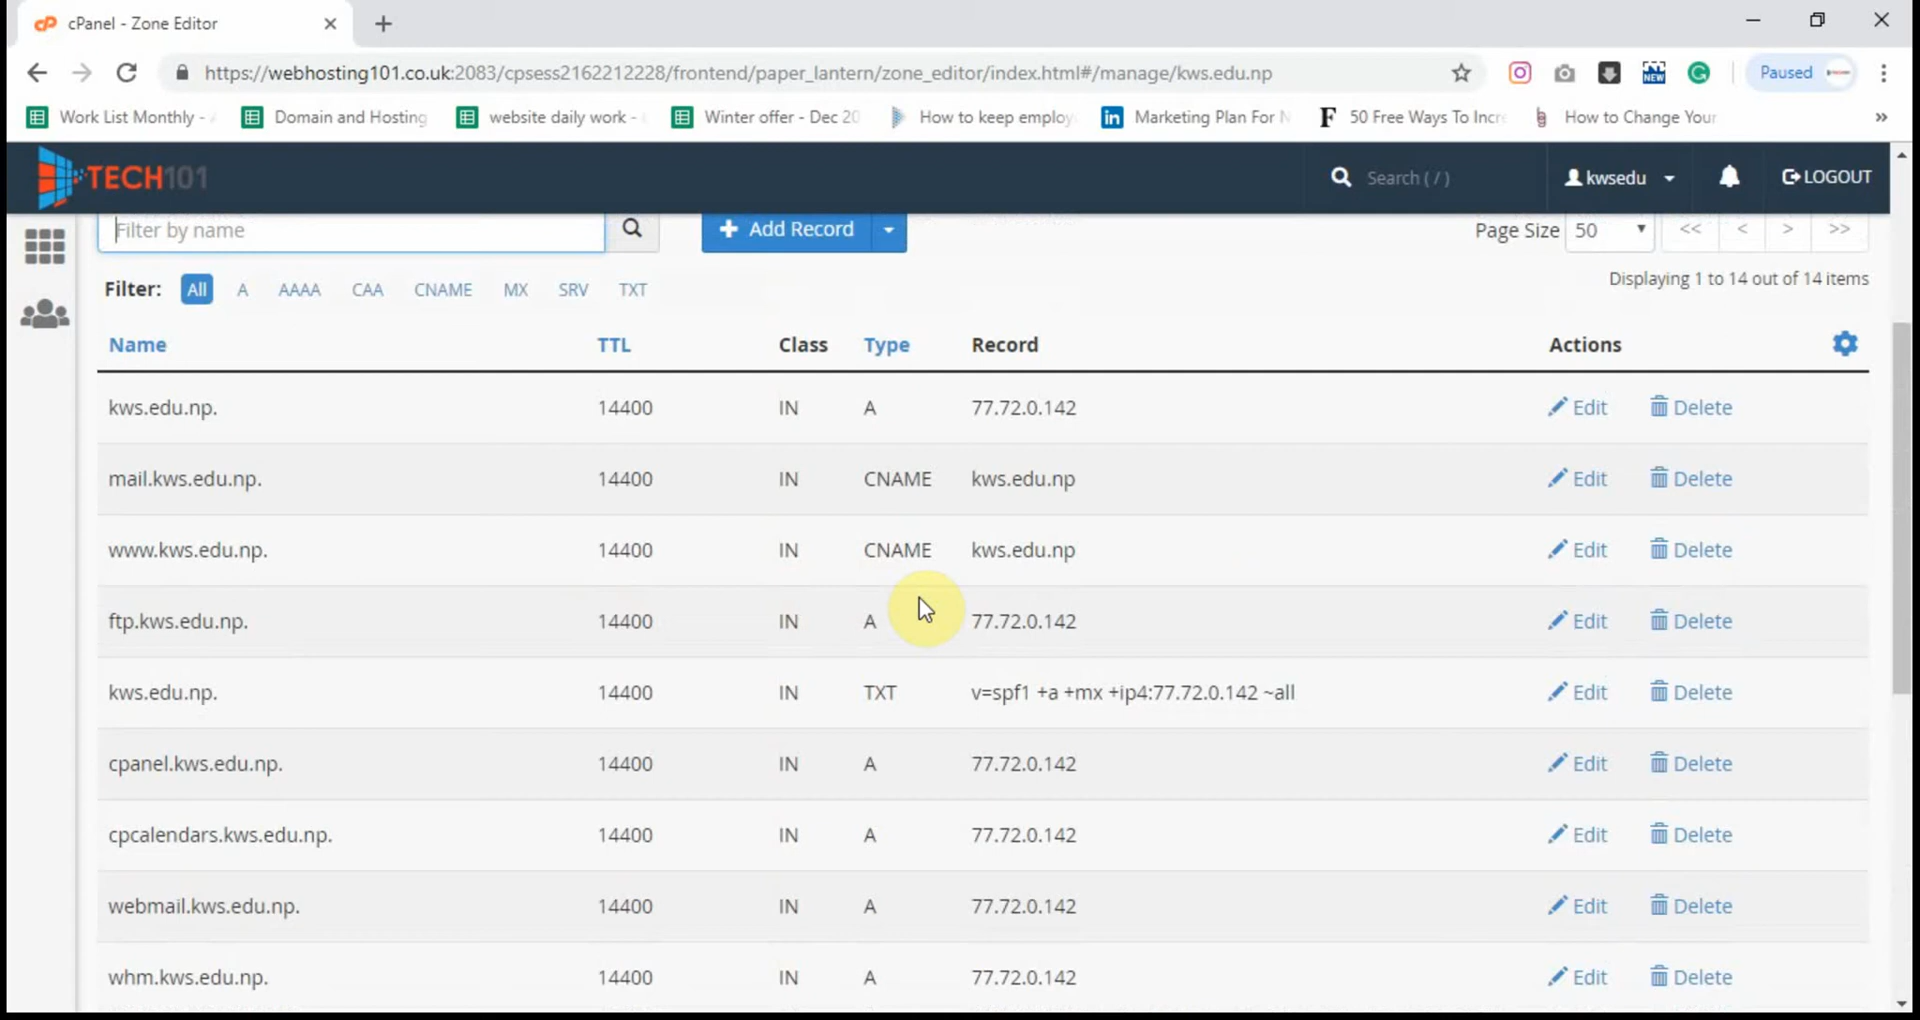 cPanel - Zone Editor
https://webhosting101.co.uk:2083/cpsess2162212228/frontend/paper_lantern/zone_editor/index.html#/manage/kws.edu.np
NEW
Paused
Work List Monthly -
Domain and Hosting
website daily work -
Winter offer - Dec 20
How to keep employ
in Marketing Plan For N
F 50 Free Ways To Incre
How to Change Your
»
TECH101
Search ( / )
kwsedu
LOGOUT
Filter by name
Add Record
Page Size 50
<< < > >>
Filter: All A AAAA CAA CNAME MX SRV TXT
Displaying 1 to 14 out of 14 items
Name TTL Class Type Record Actions
kws.edu.np. 14400 IN A 77.72.0.142 Edit Delete
mail.kws.edu.np. 14400 IN CNAME kws.edu.np Edit Delete
www.kws.edu.np. 14400 IN CNAME kws.edu.np Edit Delete
ftp.kws.edu.np. 14400 IN A 77.72.0.142 Edit Delete
kws.edu.np. 14400 IN TXT v=spf1 +a +mx +ip4:77.72.0.142 ~all Edit Delete
cpanel.kws.edu.np. 14400 IN A 77.72.0.142 Edit Delete
cpcalendars.kws.edu.np. 14400 IN A 77.72.0.142 Edit Delete
webmail.kws.edu.np. 14400 IN A 77.72.0.142 Edit Delete
whm.kws.edu.np. 14400 IN A 77.72.0.142 Edit Delete